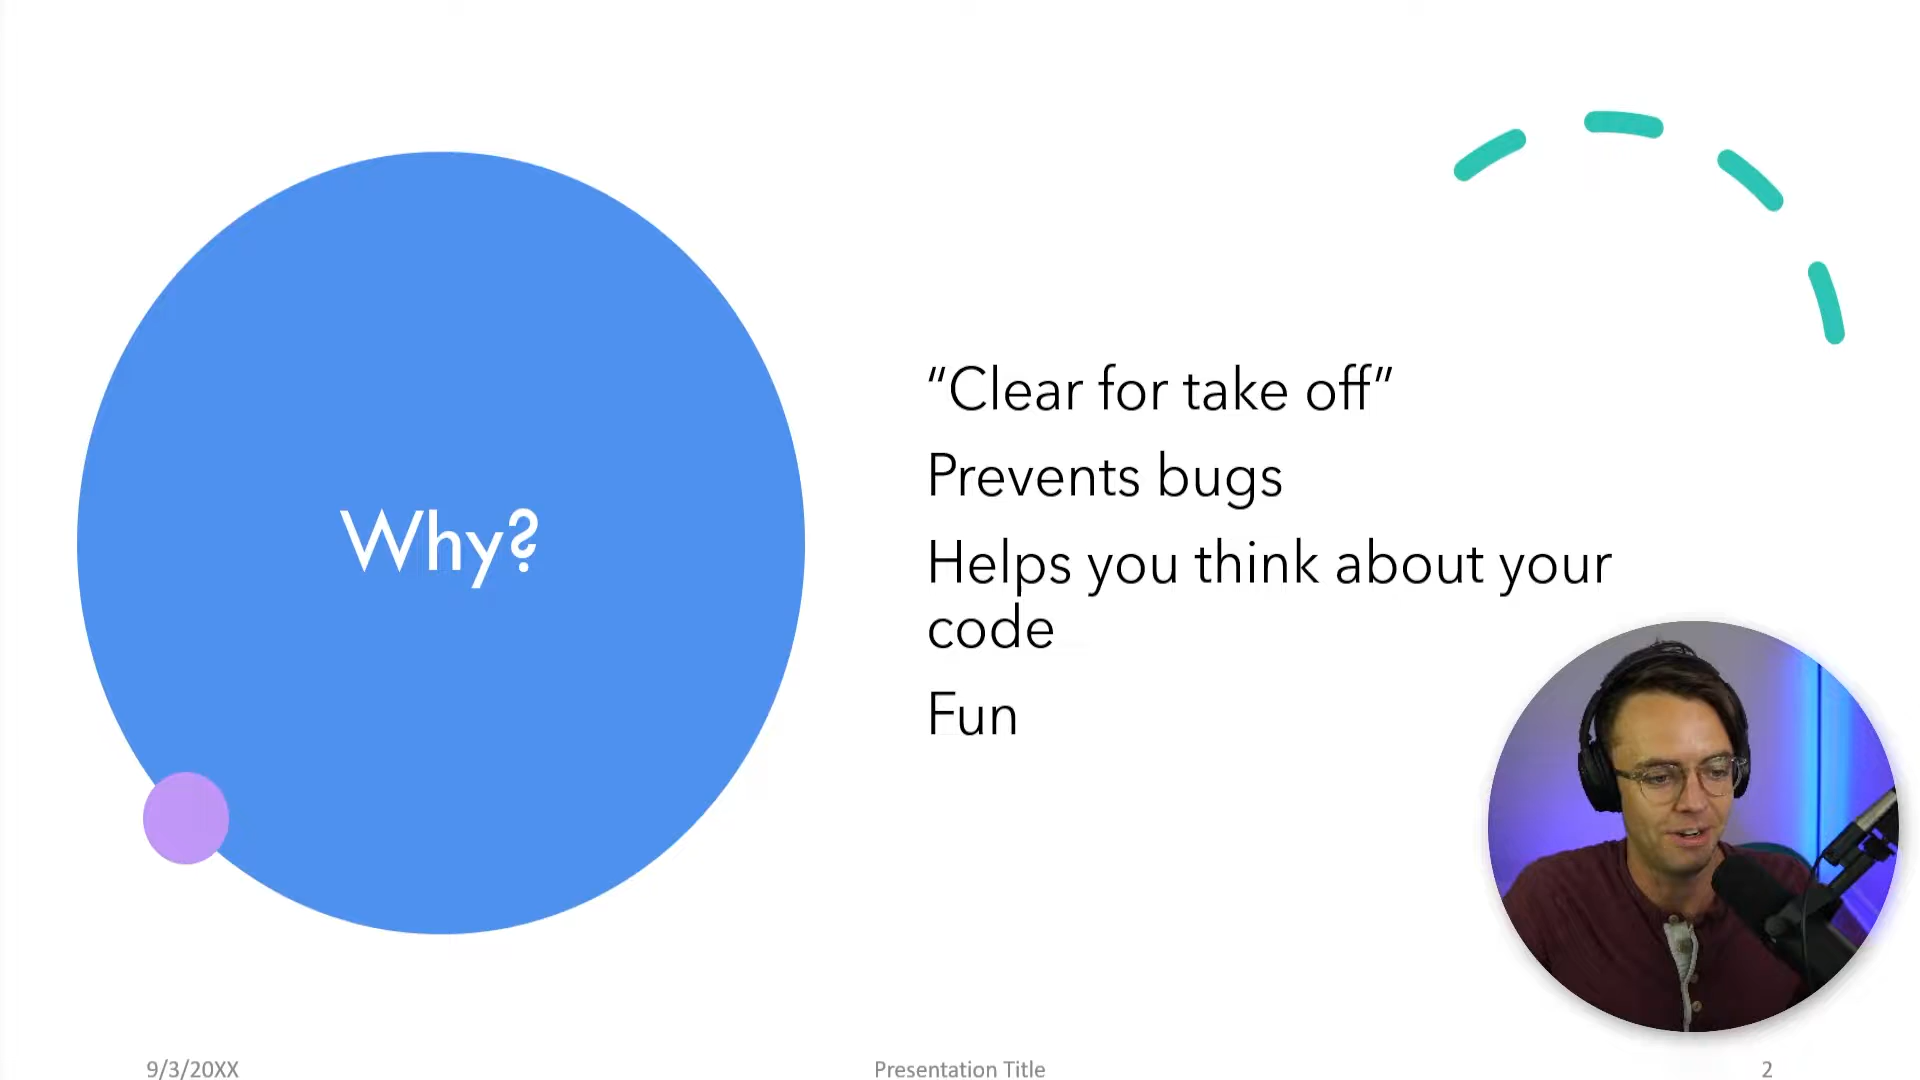 Why?
“Clear for take off”
Prevents bugs
Helps you think about your
code
Fun
9/3/20XX
Presentation Title
2